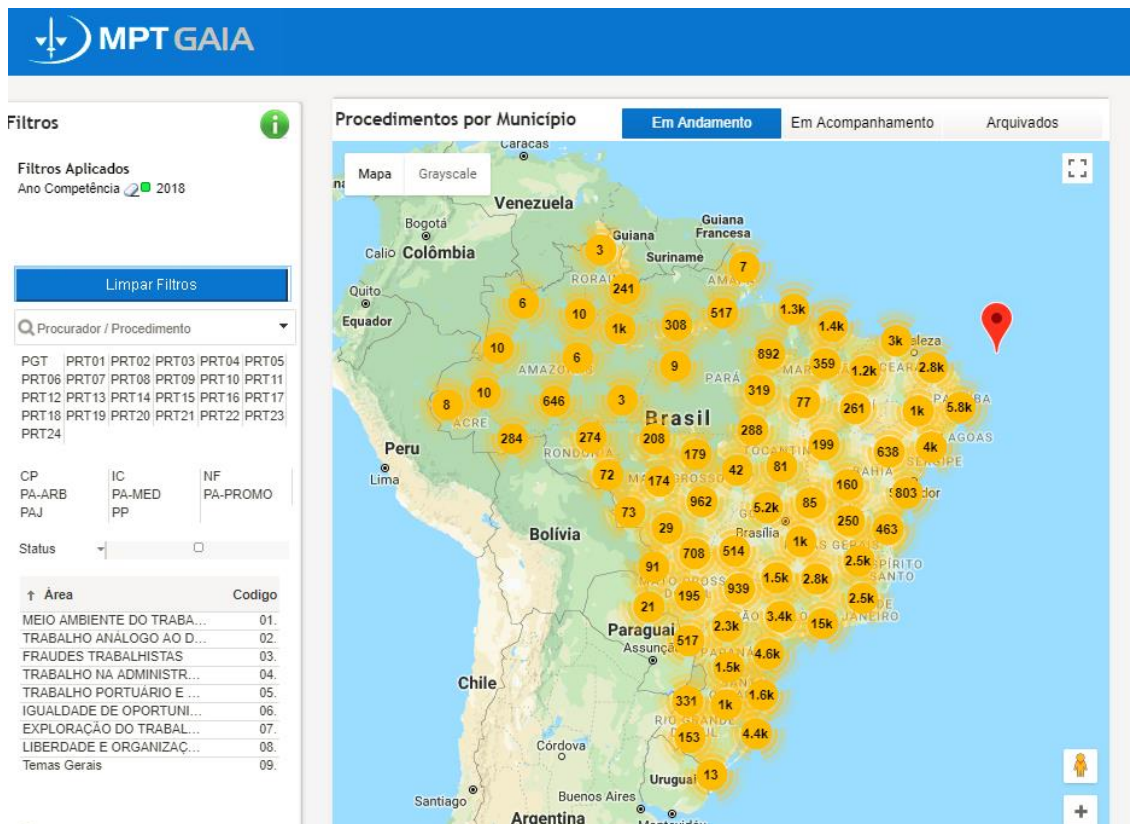 MPT GAIA
Filtros
Filtros Aplicados
Ano Competência 2018
Limpar Filtros
Procurador / Procedimento
PGT PRT01 PRT02 PRT03 PRT04 PRT05
PRT06 PRT07 PRT08 PRT09 PRT10 PRT11
PRT12 PRT13 PRT14 PRT15 PRT16 PRT17
PRT18 PRT19 PRT20 PRT21 PRT22 PRT23
PRT24
CP IC NF
PA-ARB PA-MED PA-PROMO
PAJ PP
Status
Área Codigo
MEIO AMBIENTE DO TRABA... 01.
TRABALHO ANÁLOGO AO D... 02.
FRAUDES TRABALHISTAS 03.
TRABALHO NA ADMINISTR... 04.
TRABALHO PORTUÁRIO E ... 05.
IGUALDADE DE OPORTUNI... 06.
EXPLORAÇÃO DO TRABAL... 07.
LIBERDADE E ORGANIZAÇ... 08.
Temas Gerais 09.
Procedimentos por Município
Em Andamento Em Acompanhamento Arquivados
Mapa Grayscale
Caracas
Venezuela
Bogotá
Guiana
Guiana
Francesa
Calio Colômbia
3
Suriname
7
241
Quito
6
10
517
1.3k
Equador
1k
308
1.4k
3k
10
6
892
359
1.2k
2.8k
AMAZONAS
9
PARÁ
319
8
10
646
3
77
261
1k
5.8k
ACRE
Brasil
284
274
208
288
199
638
4k
Peru
179
Lima
72
174
42
81
160
803
962
5.2k
85
73
29
250
463
Bolívia
Brasília
1k
708
514
2.5k
91
1.5k
2.8k
ESPÍRITO
SANTO
195
939
2.5k
21
3.4k
15k
JANEIRO
Paraguai
517
2.3k
PARANÁ
4.6k
1.5k
Chile
331
1k
1.6k
153
4.4k
Córdova
Uruguai
13
Santiago
Buenos Aires
Argentina
Montevidéu